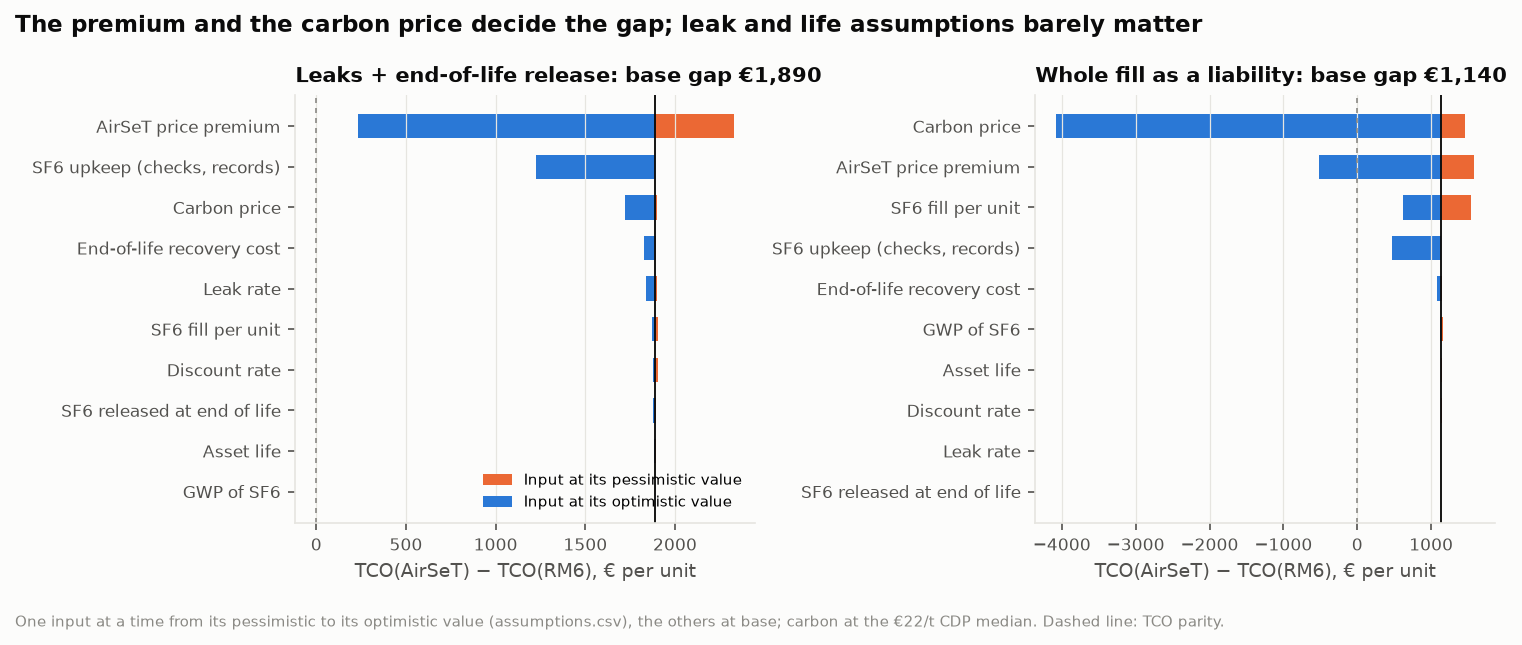 The premium and the carbon price decide the gap; leak and life assumptions barely matter
Leaks + end-of-life release: base gap €1,890
AirSeT price premium
SF6 upkeep (checks, records)
Carbon price
End-of-life recovery cost
Leak rate
SF6 fill per unit
Discount rate
SF6 released at end of life
Asset life
GWP of SF6
Input at its pessimistic value
Input at its optimistic value
0 500 1000 1500 2000
TCO(AirSeT) − TCO(RM6), € per unit
Whole fill as a liability: base gap €1,140
Carbon price
AirSeT price premium
SF6 fill per unit
SF6 upkeep (checks, records)
End-of-life recovery cost
GWP of SF6
Asset life
Discount rate
Leak rate
SF6 released at end of life
−4000 −3000 −2000 −1000 0 1000
TCO(AirSeT) − TCO(RM6), € per unit
One input at a time from its pessimistic to its optimistic value (assumptions.csv), the others at base; carbon at the €22/t CDP median. Dashed line: TCO parity.